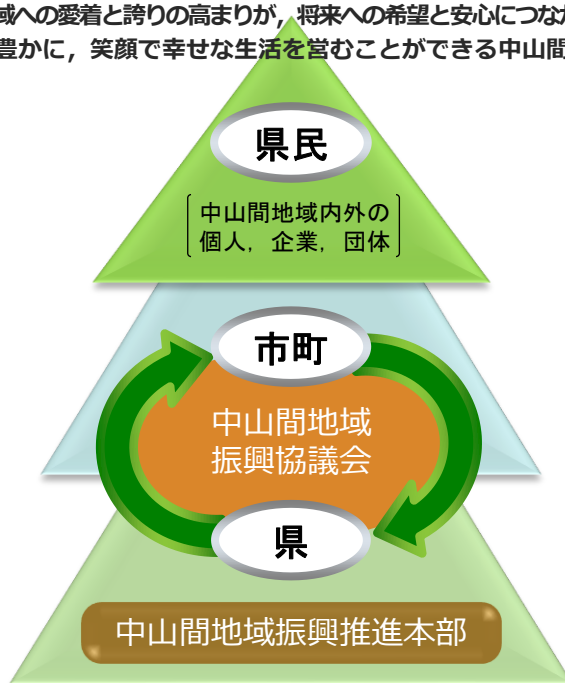 域への愛着と誇りの高まりが，将来への希望と安心につなが
豊かに，笑顔で幸せな生活を営むことができる中山間
県民
中山間地域内外の
個人，企業，団体
市町
中山間地域
振興協議会
県
中山間地域振興推進本部